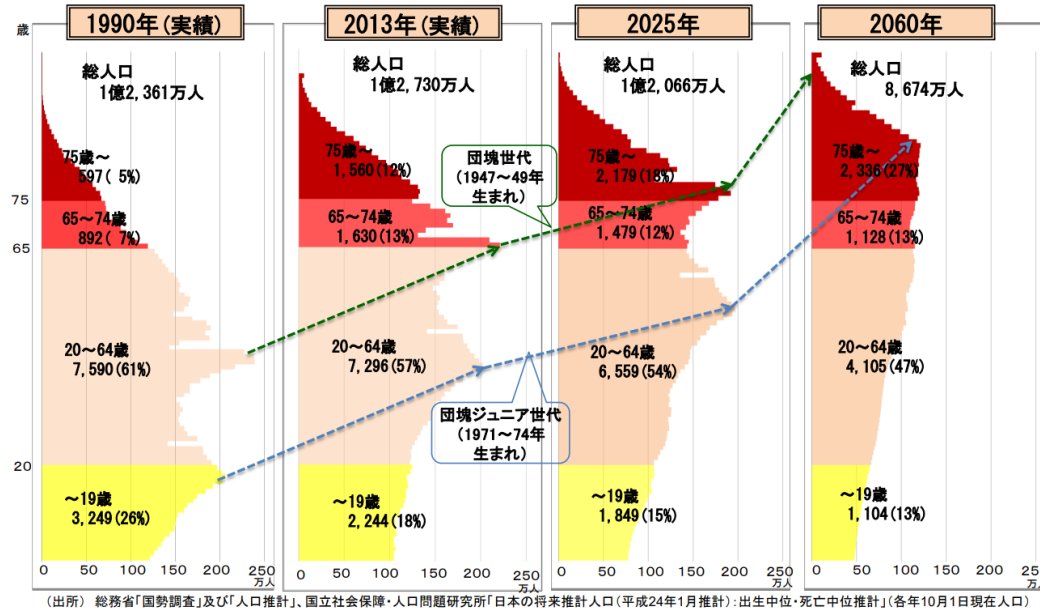 1990年(実績)
2013年(実績)
2025年
2060年
歳
総人口
1億2,361万人
75歳～
597( 5%)
75
65～74歳
892( 7%)
65
20～64歳
7,590(61%)
20
～19歳
3,249(26%)
0 50 100 150 200 250
万人
総人口
1億2,730万人
75歳～
1,560(12%)
65～74歳
1,630(13%)
20～64歳
7,296(57%)
～19歳
2,244(18%)
0 50 100 150 200 250
万人
団塊世代
(1947～49年
生まれ)
団塊ジュニア世代
(1971～74年
生まれ)
総人口
1億2,066万人
75歳～
2,179(18%)
65～74歳
1,479(12%)
20～64歳
6,559(54%)
～19歳
1,849(15%)
0 50 100 150 200 250
万人
総人口
8,674万人
75歳～
2,336(27%)
65～74歳
1,128(13%)
20～64歳
4,105(47%)
～19歳
1,104(13%)
0 50 100 150 200 25
万人
(出所) 総務省「国勢調査」及び「人口推計」、国立社会保障・人口問題研究所「日本の将来推計人口(平成24年1月推計):出生中位・死亡中位推計」(各年10月1日現在人口)